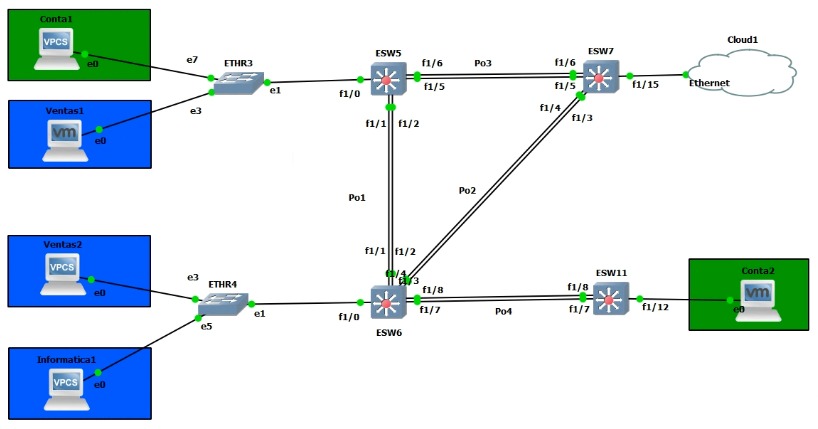 Conta1
VPCS
e0
e7
ETHR3
e3
e1
Ventas1
vm
e0
ESW5
f1/0
f1/6
f1/5
f1/1
f1/2
Po3
ESW7
f1/6
f1/5
f1/4
f1/3
f1/15
Cloud1
Ethernet
Po1
Po2
Ventas2
VPCS
e0
e3
ETHR4
e5
e1
Informatica1
VPCS
e0
f1/1
f1/2
f1/4
f1/3
f1/0
f1/8
f1/7
ESW6
Po4
ESW11
f1/8
f1/7
f1/12
Conta2
vm
e0